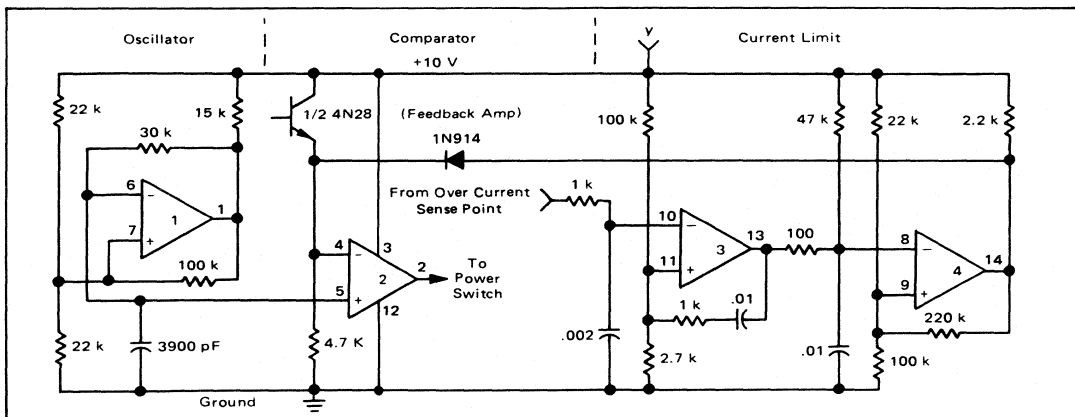 Oscillator
Comparator
Current Limit
+10 V
V
22 k
15 k
30 k
6
−
1
1
7
+
100 k
22 k
3900 pF
Ground
1/2 4N28
(Feedback Amp)
1N914
From Over Current
Sense Point
1 k
4
−
3
2
2
5
+
12
To
Power
Switch
4.7 K
.002
100 k
10
−
13
3
11
+
1 k
.01
2.7 k
100
47 k
22 k
2.2 k
8
−
14
4
9
+
220 k
.01
100 k